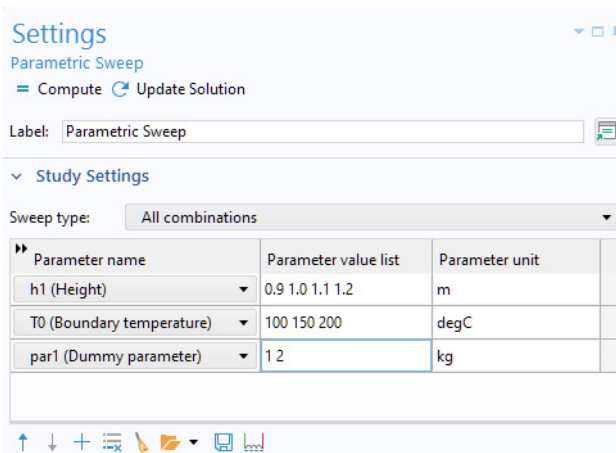 Settings
Parametric Sweep
= Compute Update Solution
Label: Parametric Sweep
Study Settings
Sweep type: All combinations
Parameter name Parameter value list Parameter unit
h1 (Height) 0.9 1.0 1.1 1.2 m
T0 (Boundary temperature) 100 150 200 degC
par1 (Dummy parameter) 1 2 kg